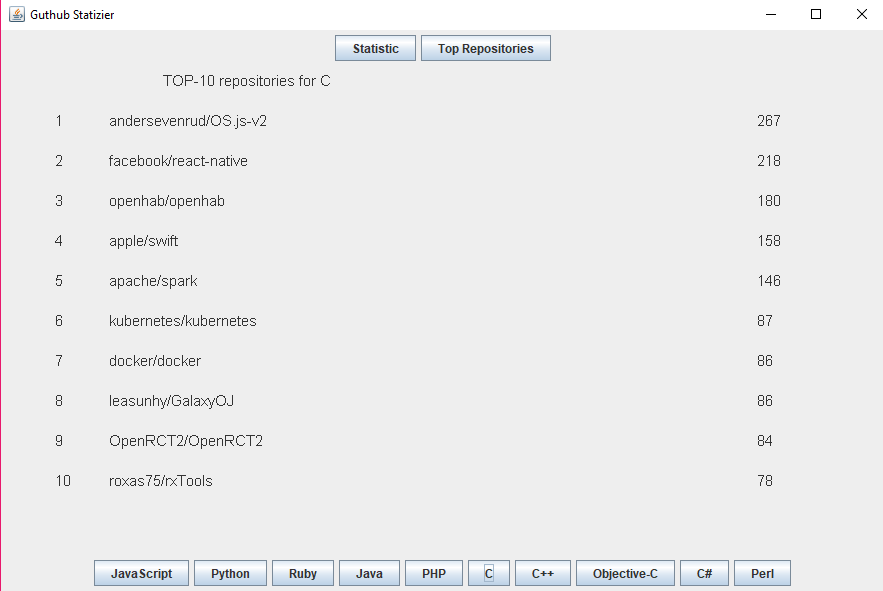 Guthub Statizier
Statistic Top Repositories
TOP-10 repositories for C
1 andersevenrud/OS.js-v2 267
2 facebook/react-native 218
3 openhab/openhab 180
4 apple/swift 158
5 apache/spark 146
6 kubernetes/kubernetes 87
7 docker/docker 86
8 leasunhy/GalaxyOJ 86
9 OpenRCT2/OpenRCT2 84
10 roxas75/rxTools 78
JavaScript Python Ruby Java PHP C C++ Objective-C C# Perl